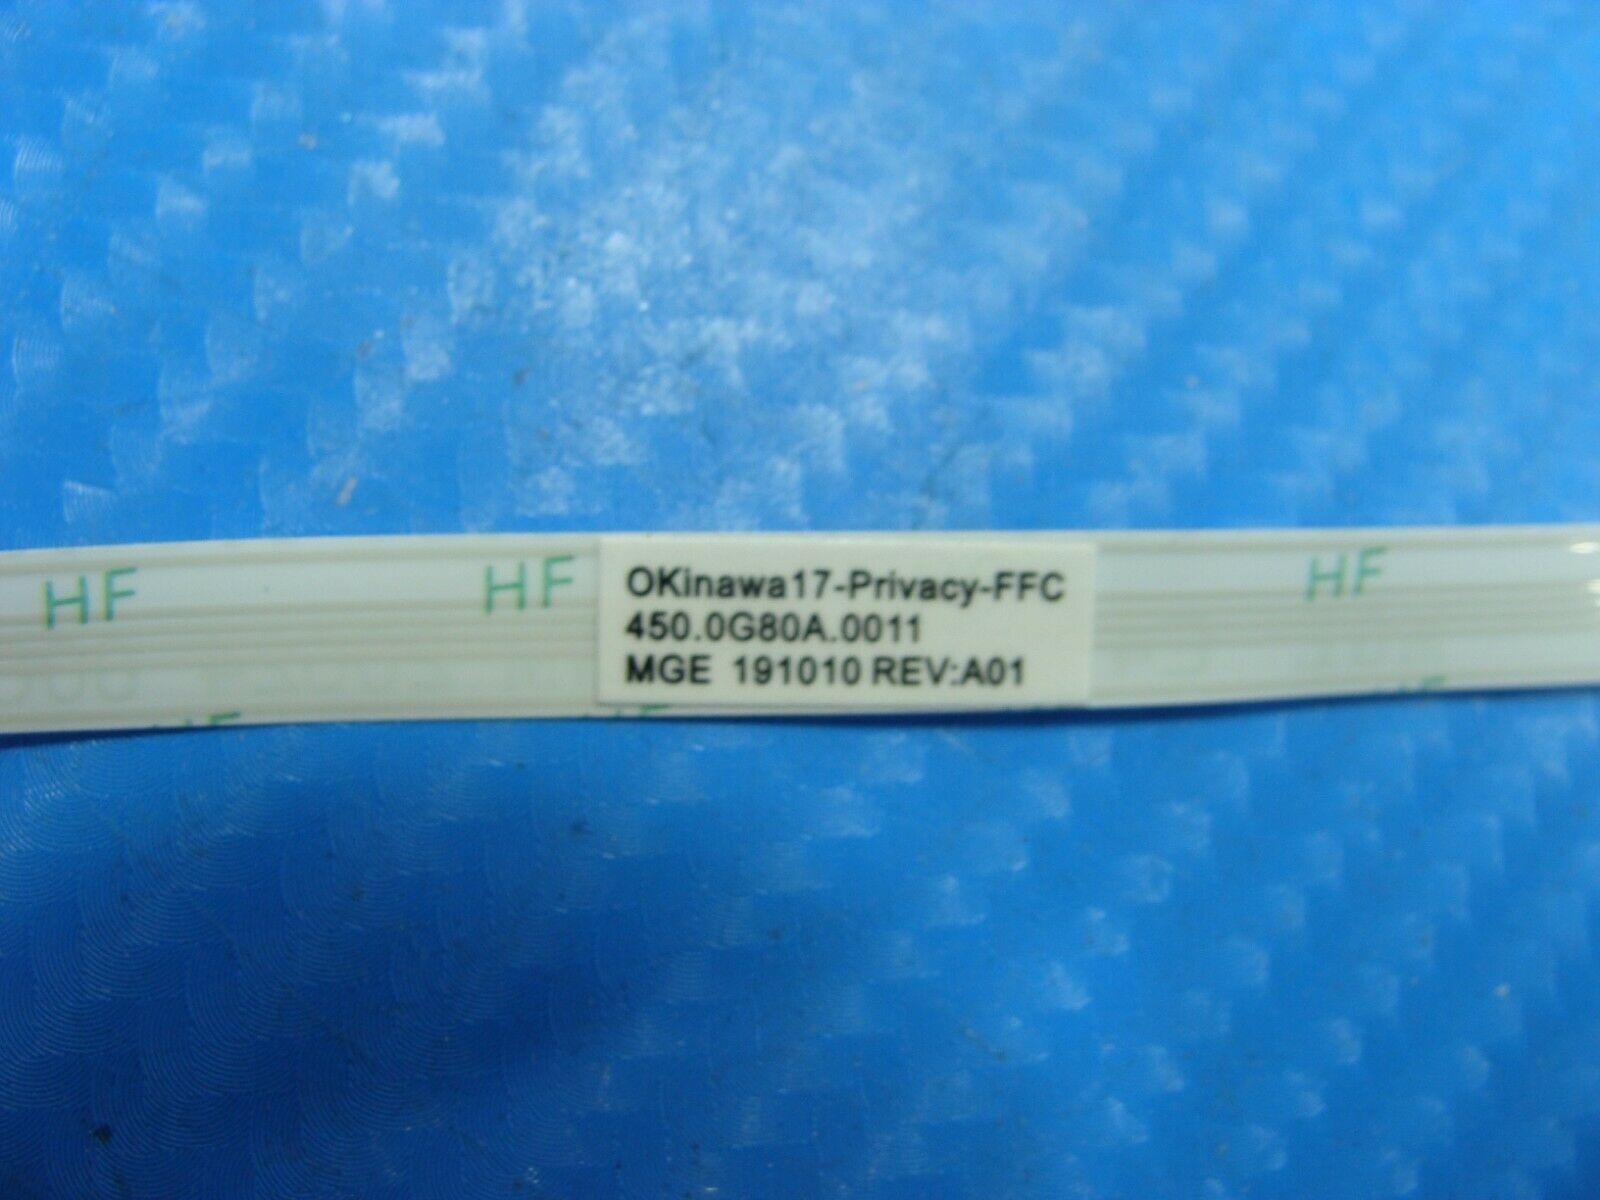 HF HF HF
OKinawa17-Privacy-FFC
450.0G80A.0011
MGE 191010 REV:A01